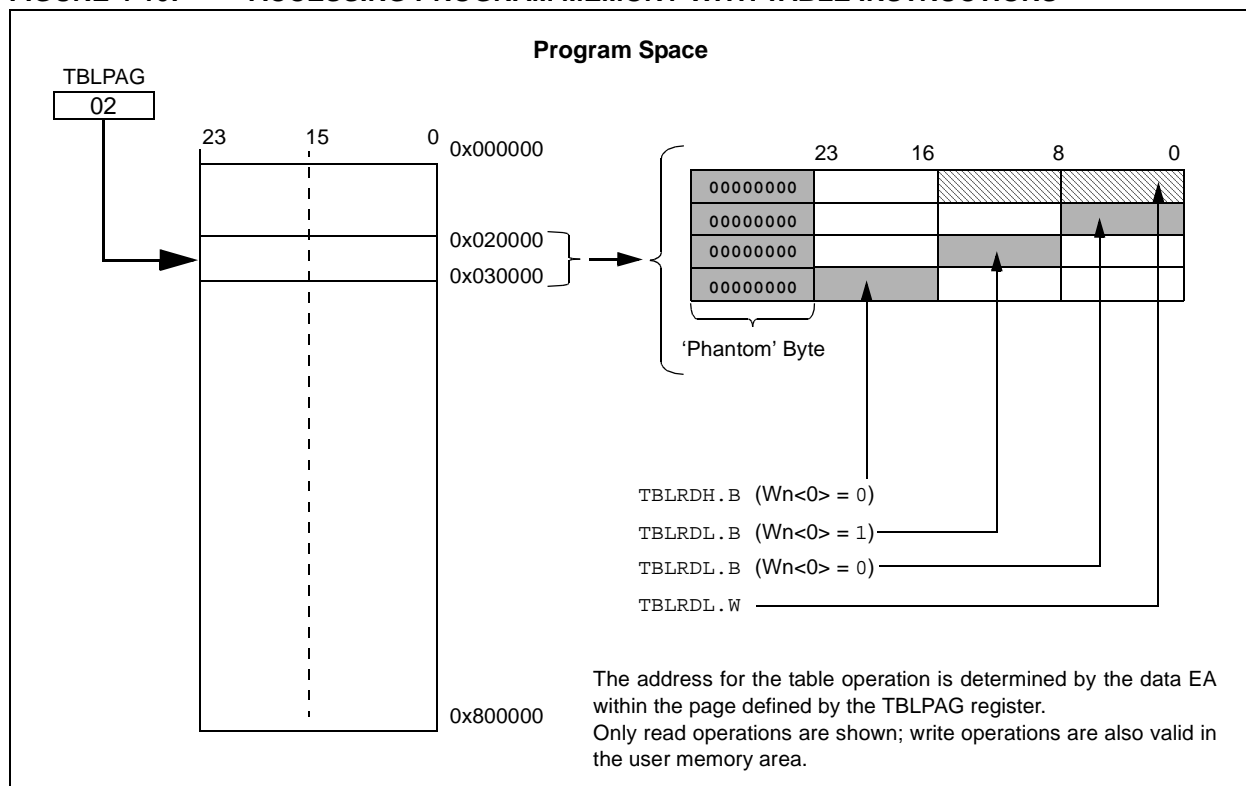 Program Space
TBLPAG
02
23 15 0
0x000000
0x020000
0x030000
0x800000
23 16 8 0
00000000
00000000
00000000
00000000
‘Phantom’ Byte
TBLRDH.B (Wn<0> = 0)
TBLRDL.B (Wn<0> = 1)
TBLRDL.B (Wn<0> = 0)
TBLRDL.W
The address for the table operation is determined by the data EA
within the page defined by the TBLPAG register.
Only read operations are shown; write operations are also valid in
the user memory area.